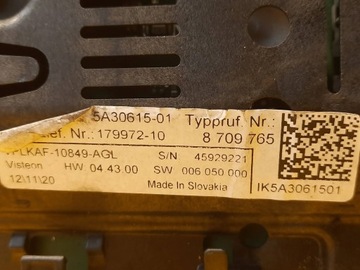 5A30615-01 Typpruf. Nr.:
ef. Nr.: 179972-10 8 709 765
LKAF-10849-AGL S/N 45929221
Visteon HW. 04 43 00 SW. 006 050 000
12\11\20 Made in Slovakia IK5A3061501